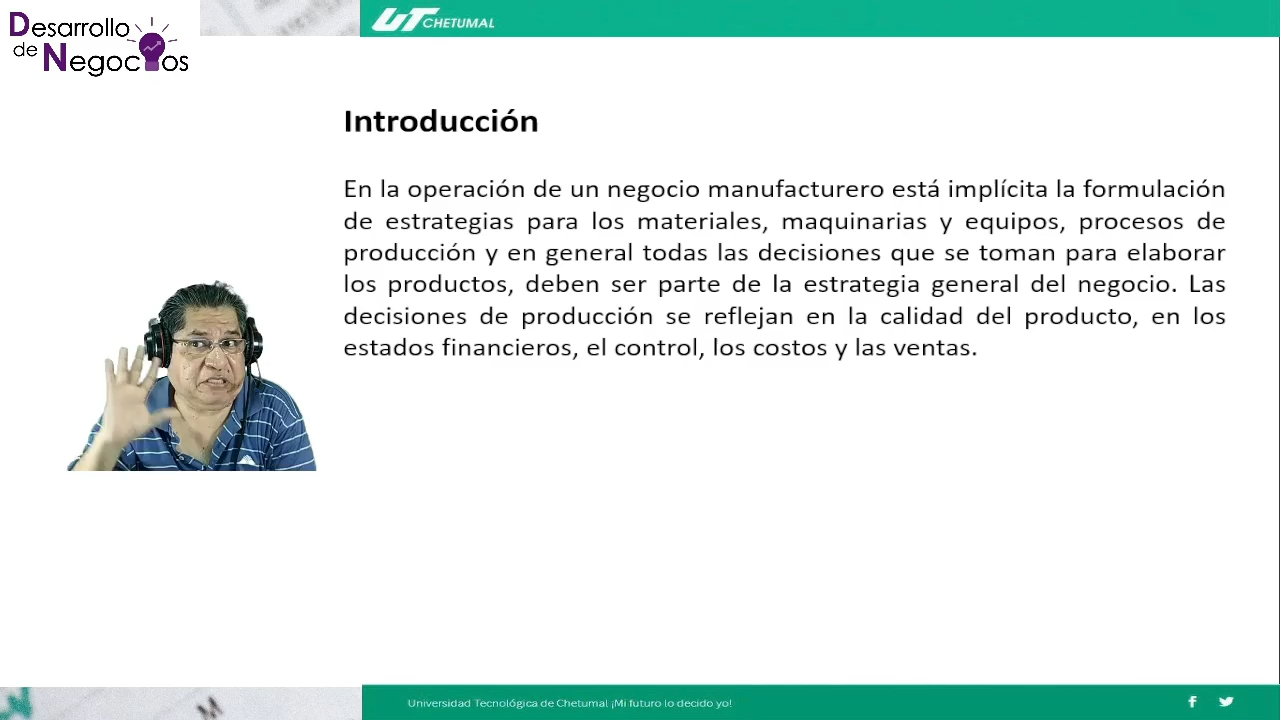 Desarrollo
de Negocios
UT CHETUMAL
Introducción
En la operación de un negocio manufacturero está implícita la formulación
de estrategias para los materiales, maquinarias y equipos, procesos de
producción y en general todas las decisiones que se toman para elaborar
los productos, deben ser parte de la estrategia general del negocio. Las
decisiones de producción se reflejan en la calidad del producto, en los
estados financieros, el control, los costos y las ventas.
Universidad Tecnológica de Chetumal ¡Mi futuro lo decido yo!